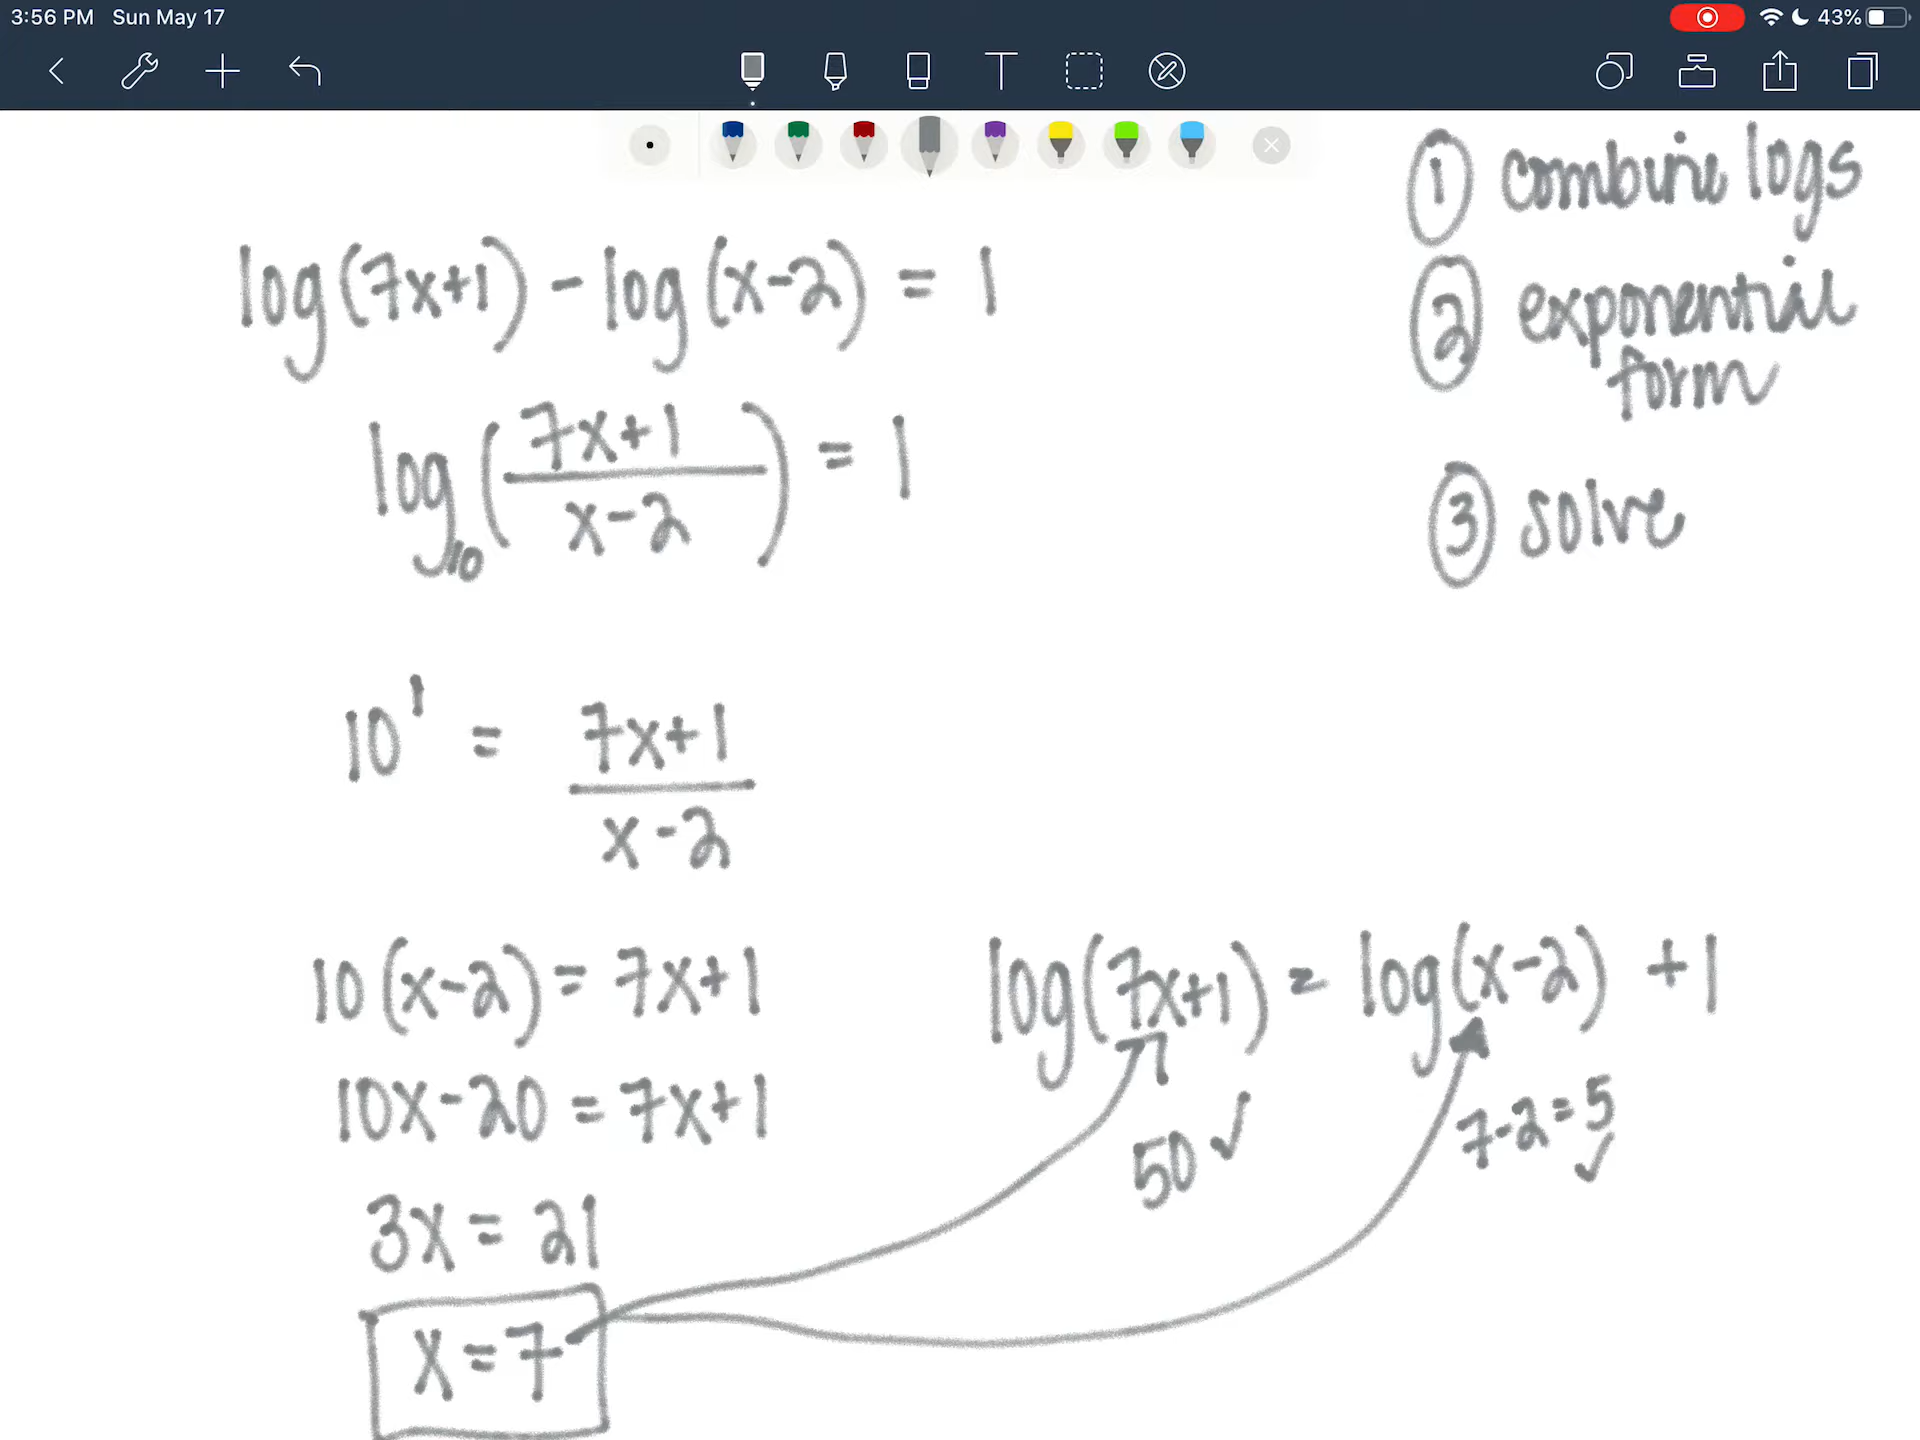 3:56 PM Sun May 17
43%
T
① combine logs
② exponential
form
③ solve
log(7x+1) - log(x-2) = 1
log₁₀((7x+1)/(x-2)) = 1
10¹ = (7x+1)/(x-2)
10(x-2) = 7x+1
10x-20 = 7x+1
3x = 21
x=7
log(7x+1) = log(x-2) +1
7
50 ✓
7-2=5
✓